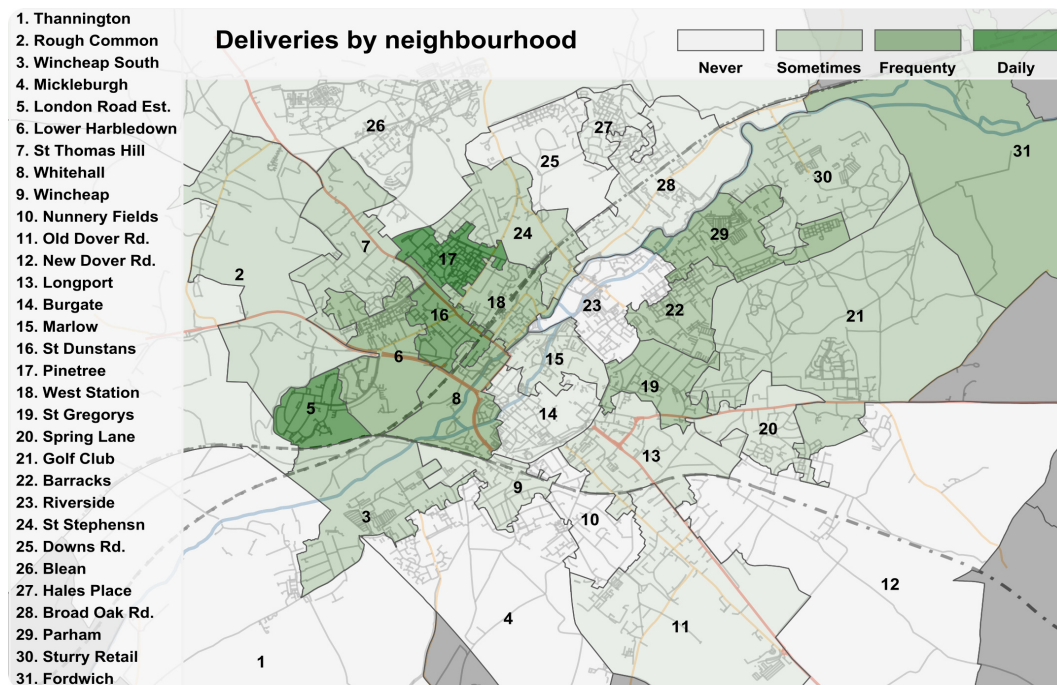 Deliveries by neighbourhood
Never Sometimes Frequenty Daily
1. Thannington
2. Rough Common
3. Wincheap South
4. Mickleburgh
5. London Road Est.
6. Lower Harbledown
7. St Thomas Hill
8. Whitehall
9. Wincheap
10. Nunnery Fields
11. Old Dover Rd.
12. New Dover Rd.
13. Longport
14. Burgate
15. Marlow
16. St Dunstans
17. Pinetree
18. West Station
19. St Gregorys
20. Spring Lane
21. Golf Club
22. Barracks
23. Riverside
24. St Stephensn
25. Downs Rd.
26. Blean
27. Hales Place
28. Broad Oak Rd.
29. Parham
30. Sturry Retail
31. Fordwich
26
27
25
31
30
28
24
29
7
17
2
18
23
22
16
21
6
15
19
5
8
14
20
13
9
3
10
12
4
11
1